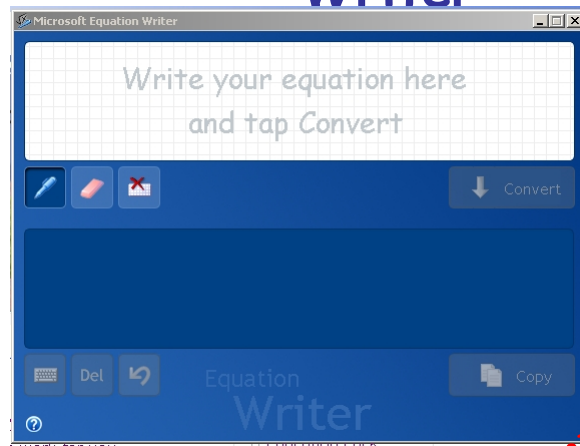 Writer
Microsoft Equation Writer
Write your equation here
and tap Convert
Convert
Del
Copy
Equation
Writer